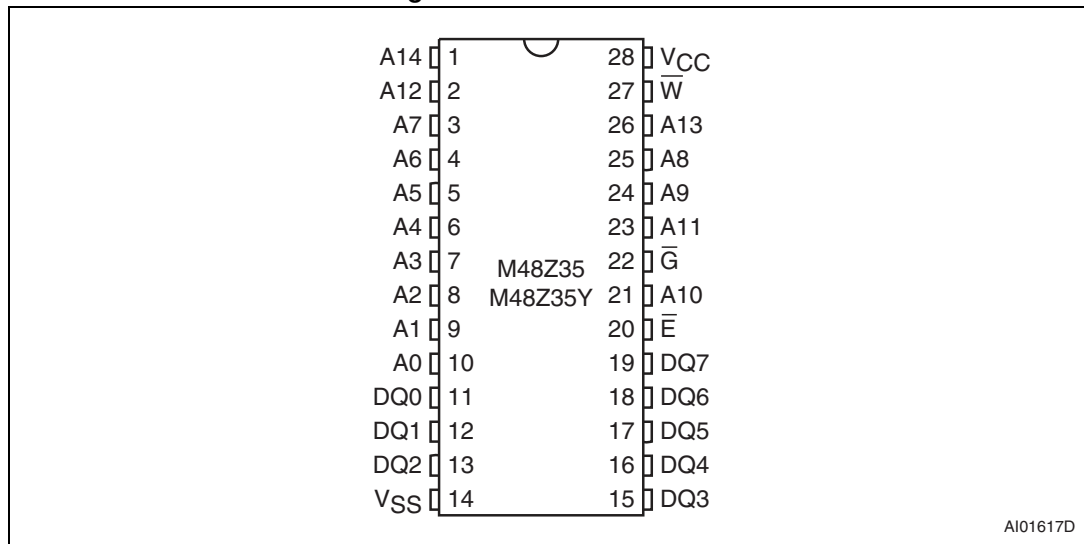 A14 1 28 VCC
A12 2 27 W̅
A7 3 26 A13
A6 4 25 A8
A5 5 24 A9
A4 6 23 A11
A3 7 M48Z35 22 G̅
A2 8 M48Z35Y 21 A10
A1 9 20 E̅
A0 10 19 DQ7
DQ0 11 18 DQ6
DQ1 12 17 DQ5
DQ2 13 16 DQ4
VSS 14 15 DQ3
AI01617D